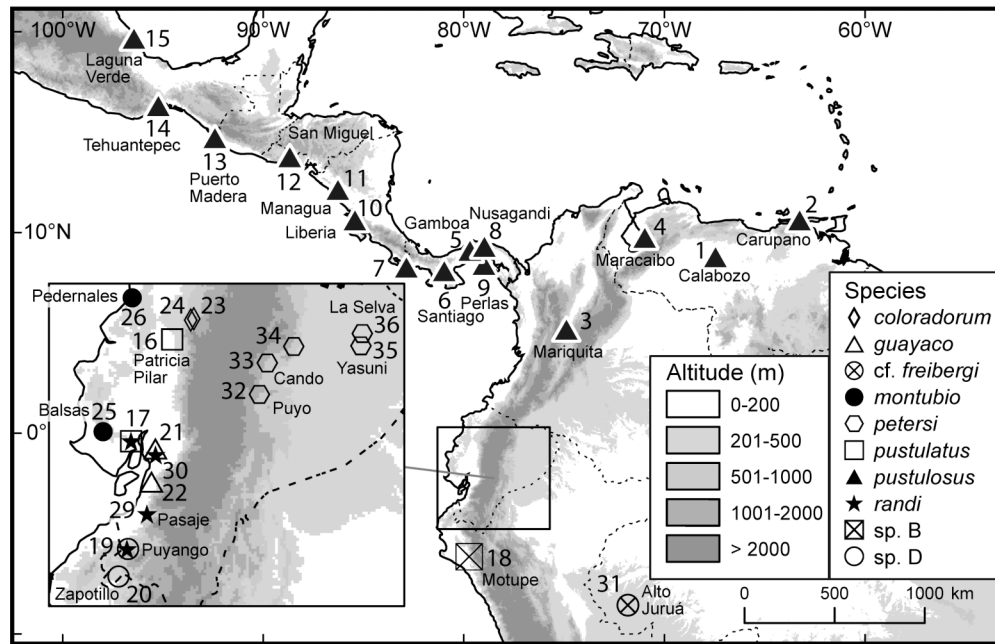 100°W
90°W
80°W
70°W
60°W
15
Laguna
Verde
14
Tehuantepec
13
Puerto
Madera
San Miguel
12
11
Managua
10
Liberia
Gamboa
Nusagandi
5
8
7
6
Santiago
9
Perlas
4
Maracaibo
1
Calabozo
2
Carupano
3
Mariquita
10°N
0°
Pedernales
26
24
23
16
Patricia
Pilar
La Selva
36
35
Yasuni
34
33
Cando
32
Puyo
Balsas
25
17
21
30
22
29
Pasaje
19
Puyango
Zapotillo
20
18
Motupe
31
Alto
Juruá
Altitude (m)
0-200
201-500
501-1000
1001-2000
> 2000
Species
coloradorum
guayaco
cf. freibergi
montubio
petersi
pustulatus
pustulosus
randi
sp. B
sp. D
0 500 1000 km